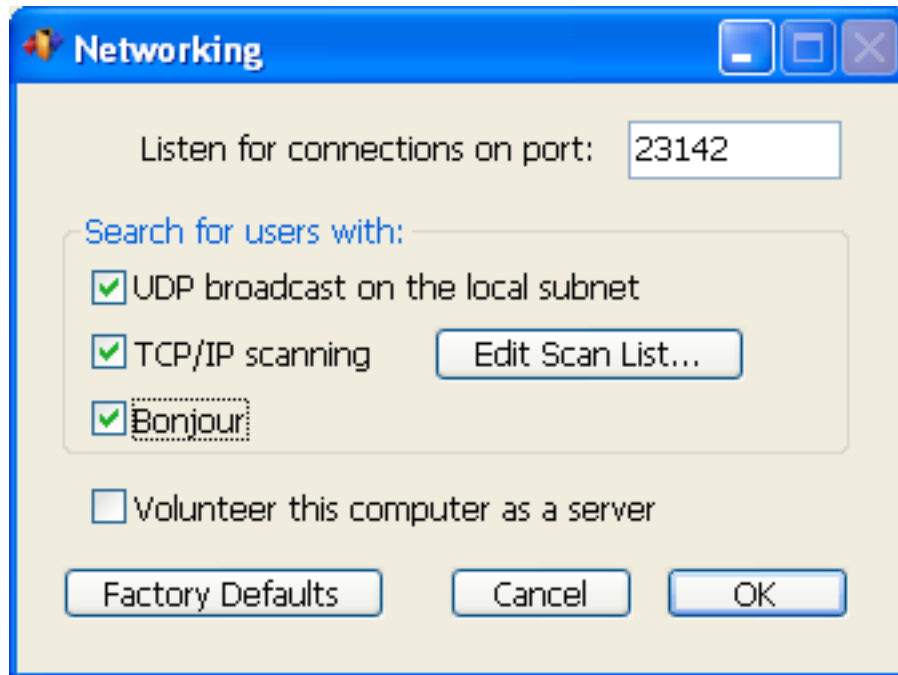 Networking
Listen for connections on port: 23142
Search for users with:
UDP broadcast on the local subnet
TCP/IP scanning Edit Scan List...
Bonjour
Volunteer this computer as a server
Factory Defaults Cancel OK